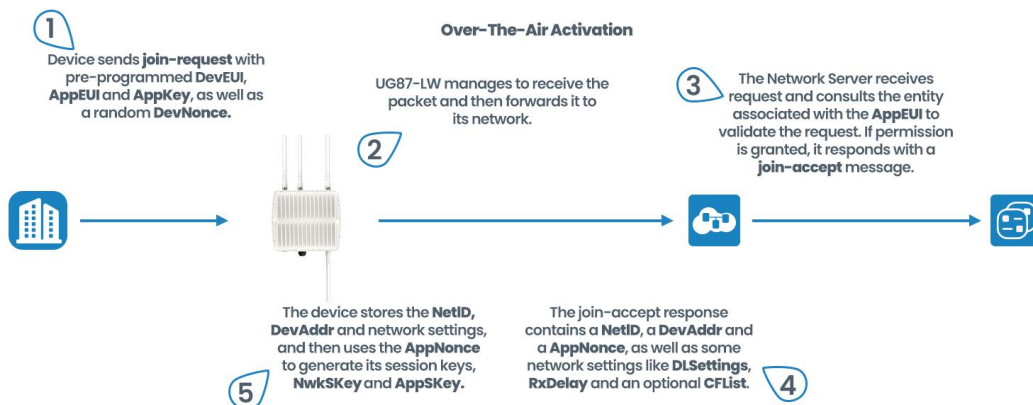 Over-The-Air Activation
1
Device sends join-request with
pre-programmed DevEUI,
AppEUI and AppKey, as well as
a random DevNonce.
UG87-LW manages to receive the
packet and then forwards it to
its network.
2
3
The Network Server receives
request and consults the entity
associated with the AppEUI to
validate the request. If permission
is granted, it responds with a
join-accept message.
The device stores the NetID,
DevAddr and network settings,
and then uses the AppNonce
to generate its session keys,
NwkSKey and AppSKey.
5
The join-accept response
contains a NetID, a DevAddr and
a AppNonce, as well as some
network settings like DLSettings,
RxDelay and an optional CFList.
4